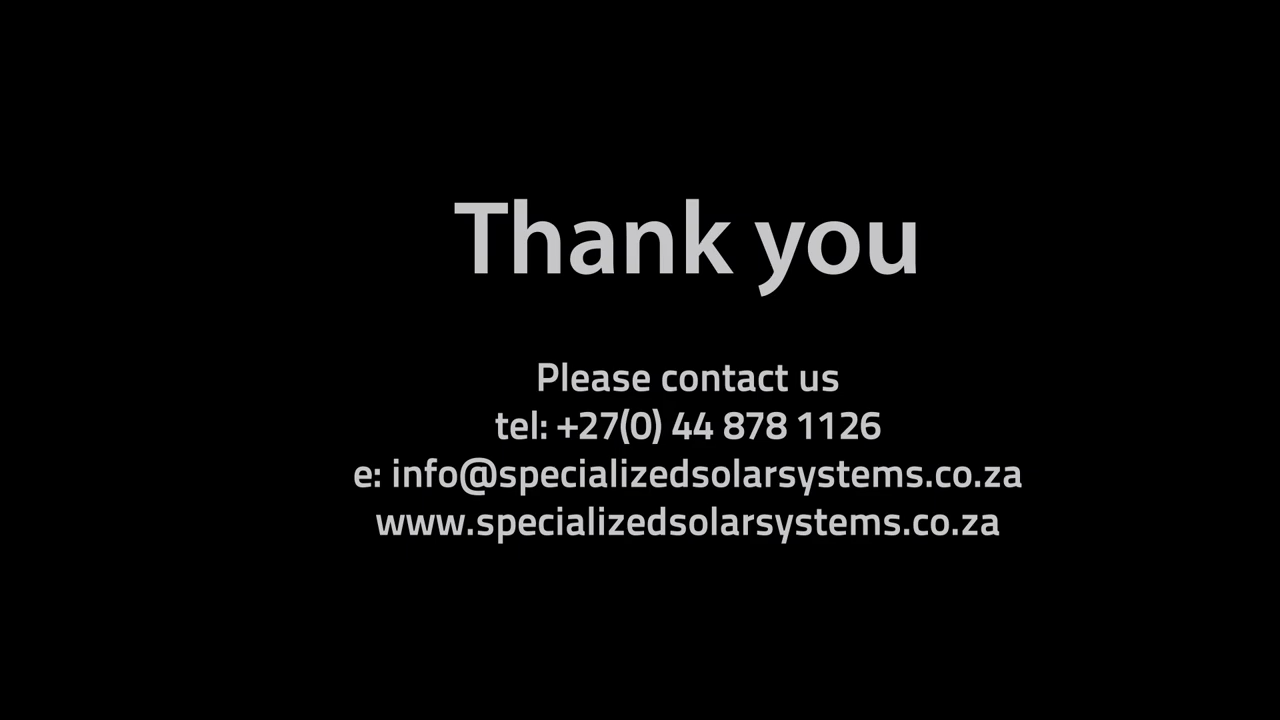 Thank you
Please contact us
tel: +27(0) 44 878 1126
e: info@specializedsolarsystems.co.za
www.specializedsolarsystems.co.za